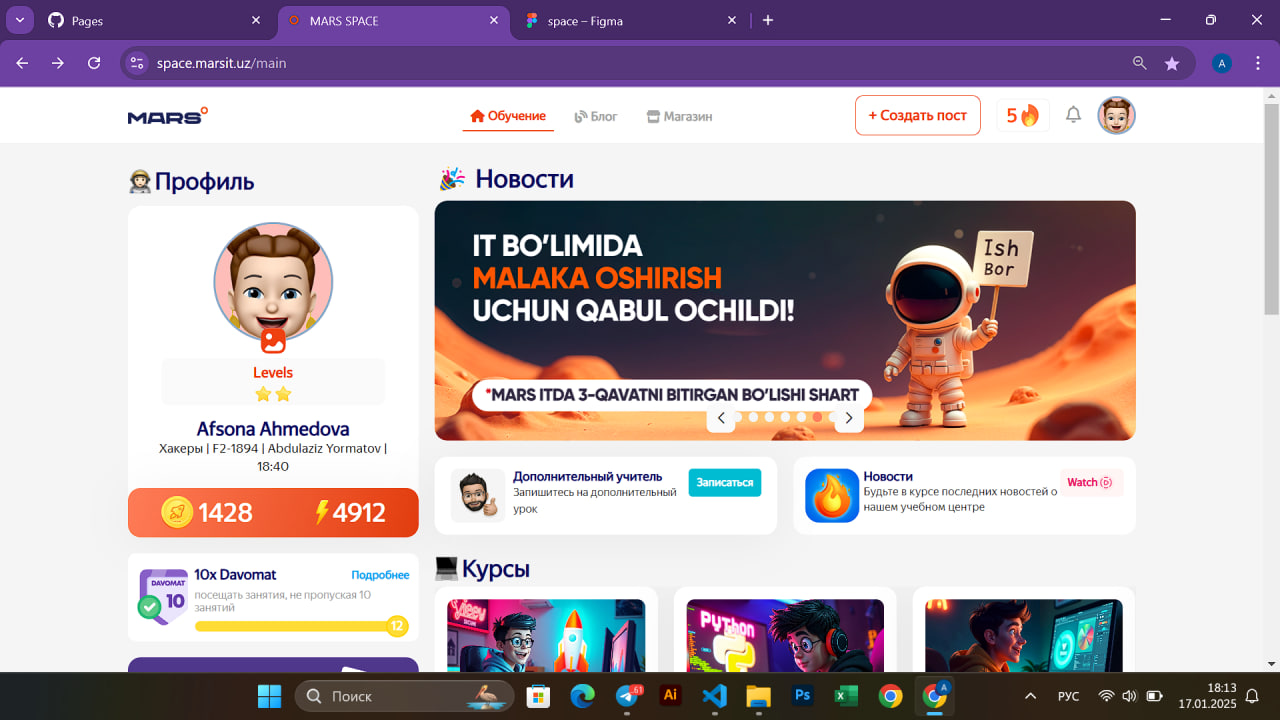 Pages
MARS SPACE
space – Figma
space.marsit.uz/main
A
MARS
Обучение
Блог
Магазин
+ Создать пост
5
Профиль
Levels
Afsona Ahmedova
Хакеры | F2-1894 | Abdulaziz Yormatov |
18:40
1428
4912
DAVOMAT
10
10x Davomat
Подробнее
посещать занятия, не пропуская 10
занятий
12
Новости
IT BO‘LIMIDA
MALAKA OSHIRISH
UCHUN QABUL OCHILDI!
*MARS ITDA 3-QAVATNI BITIRGAN BO‘LISHI SHART
Ish
Bor
Дополнительный учитель
Запишитесь на дополнительный
урок
Записаться
Новости
Будьте в курсе последних новостей о
нашем учебном центре
Watch
Курсы
PYTHON
Поиск
61
Ai
Ps
A
РУС
18:13
17.01.2025